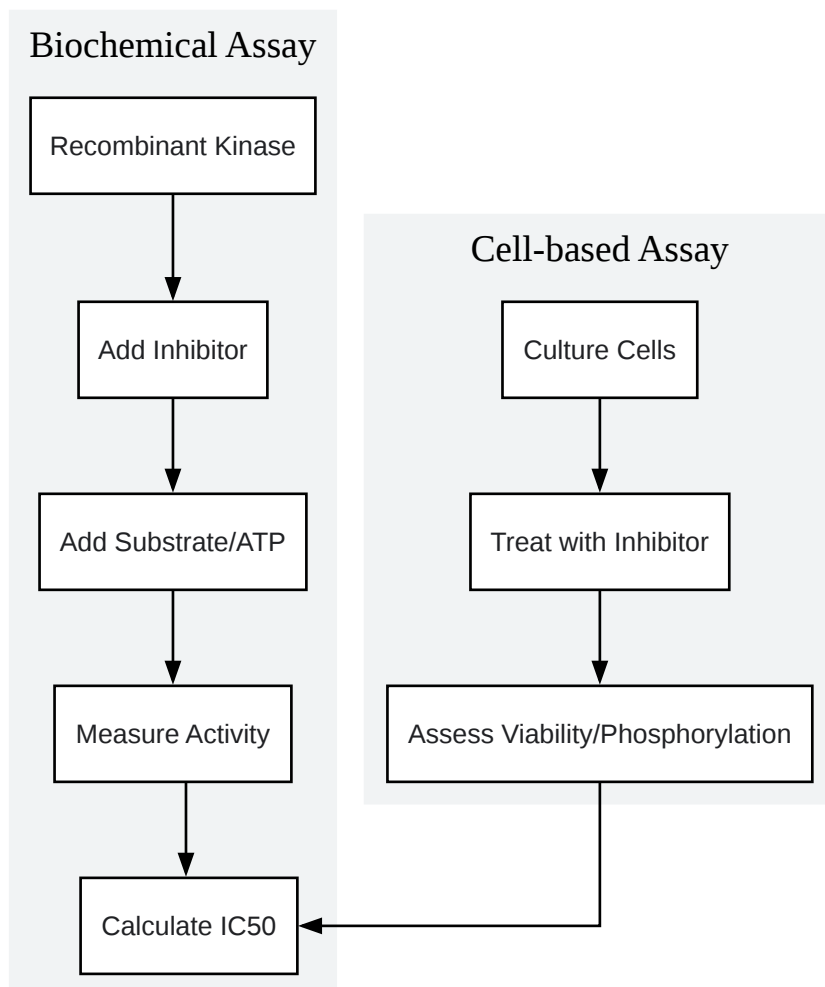 Biochemical Assay
Recombinant Kinase
Add Inhibitor
Add Substrate/ATP
Measure Activity
Calculate IC50
Cell-based Assay
Culture Cells
Treat with Inhibitor
Assess Viability/Phosphorylation